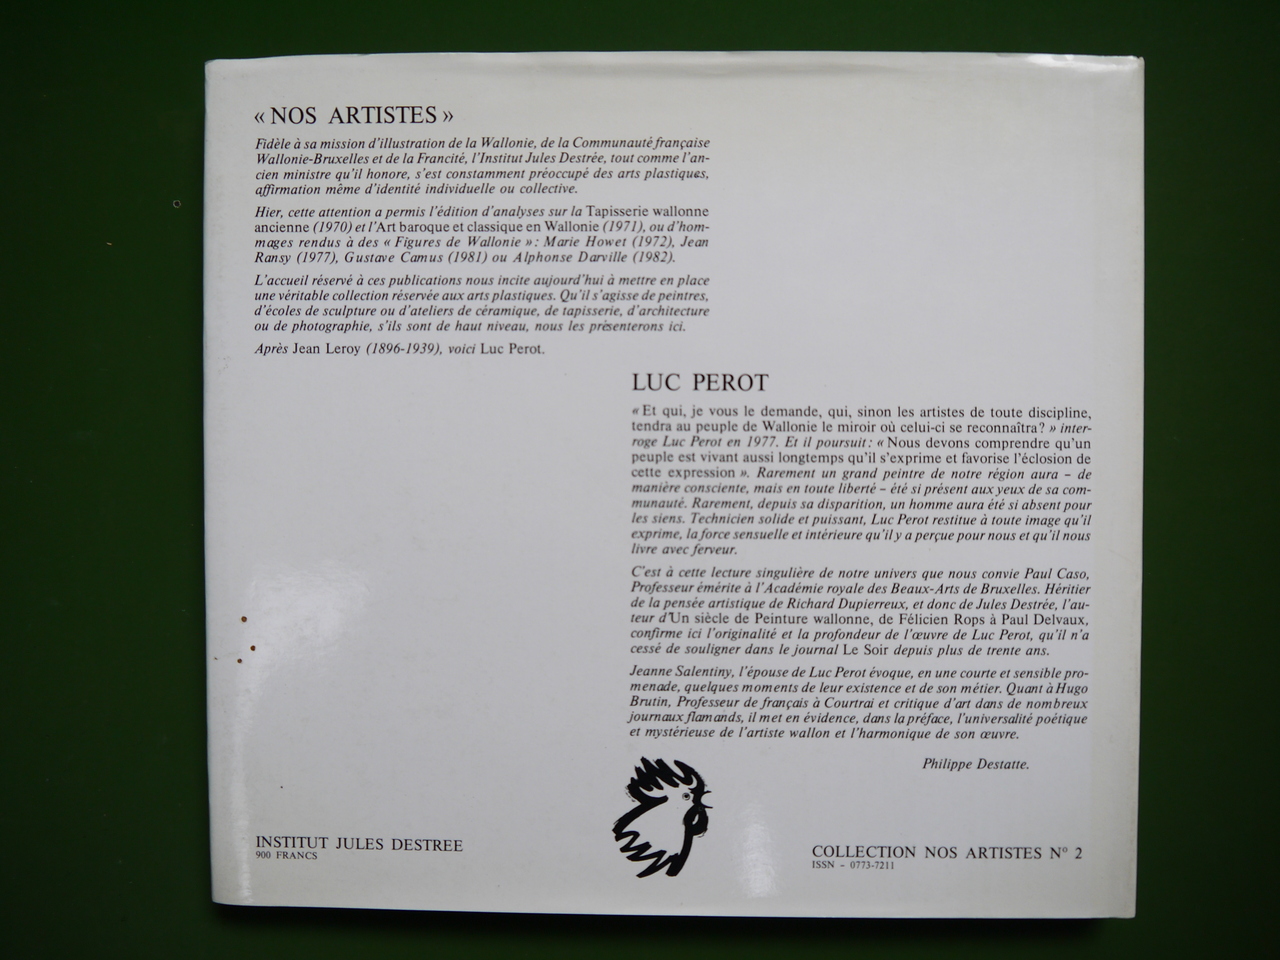 « NOS ARTISTES »
Fidèle à sa mission d'illustration de la Wallonie, de la Communauté française
Wallonie-Bruxelles et de la Francité, l'Institut Jules Destrée, tout comme l'an-
cien ministre qu'il honore, s'est constamment préoccupé des arts plastiques,
affirmation même d'identité individuelle ou collective.
Hier, cette attention a permis l'édition d'analyses sur la Tapisserie wallonne
ancienne (1970) et l'Art baroque et classique en Wallonie (1971), ou d'hom-
mages rendus à des « Figures de Wallonie » : Marie Howet (1972), Jean
Ransy (1977), Gustave Camus (1981) ou Alphonse Darville (1982).
L'accueil réservé à ces publications nous incite aujourd'hui à mettre en place
une véritable collection réservée aux arts plastiques. Qu'il s'agisse de peintres,
d'écoles de sculpture ou d'ateliers de céramique, de tapisserie, d'architecture
ou de photographie, s'ils sont de haut niveau, nous les présenterons ici.
Après Jean Leroy (1896-1939), voici Luc Perot.
LUC PEROT
« Et qui, je vous le demande, qui, sinon les artistes de toute discipline,
tendra au peuple de Wallonie le miroir où celui-ci se reconnaîtra ? » inter-
roge Luc Perot en 1977. Et il poursuit : « Nous devons comprendre qu'un
peuple est vivant aussi longtemps qu'il s'exprime et favorise l'éclosion de
cette expression ». Rarement un grand peintre de notre région aura – de
manière consciente, mais en toute liberté – été si présent aux yeux de sa com-
munauté. Rarement, depuis sa disparition, un homme aura été si absent pour
les siens. Technicien solide et puissant, Luc Perot restitue à toute image qu'il
exprime, la force sensuelle et intérieure qu'il y a perçue pour nous et qu'il nous
livre avec ferveur.
C'est à cette lecture singulière de notre univers que nous convie Paul Caso,
Professeur émérite à l'Académie royale des Beaux-Arts de Bruxelles. Héritier
de la pensée artistique de Richard Dupierreux, et donc de Jules Destrée, l'au-
teur d'Un siècle de Peinture wallonne, de Félicien Rops à Paul Delvaux,
confirme ici l'originalité et la profondeur de l'œuvre de Luc Perot, qu'il n'a
cessé de souligner dans le journal Le Soir depuis plus de trente ans.
Jeanne Salentiny, l'épouse de Luc Perot évoque, en une courte et sensible pro-
menade, quelques moments de leur existence et de son métier. Quant à Hugo
Brutin, Professeur de français à Courtrai et critique d'art dans de nombreux
journaux flamands, il met en évidence, dans la préface, l'universalité poétique
et mystérieuse de l'artiste wallon et l'harmonique de son œuvre.
Philippe Destatte.
INSTITUT JULES DESTREE
900 FRANCS
COLLECTION NOS ARTISTES N° 2
ISSN - 0773-7211